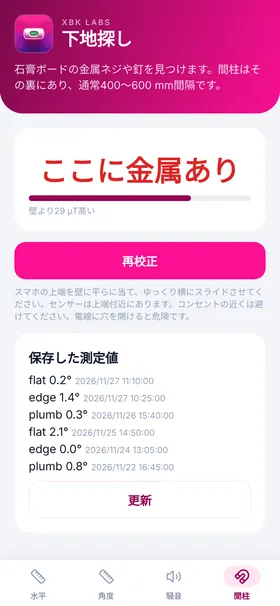 XBK LABS
下地探し
石膏ボードの金属ネジや釘を見つけます。間柱はそ
の裏にあり、通常400〜600 mm間隔です。
ここに金属あり
壁より29 µT高い
再校正
スマホの上端を壁に平らに当て、ゆっくり横にスライドさせてく
ださい。センサーは上端付近にあります。コンセントの近くは避
けてください。電線に穴を開けると危険です。
保存した測定値
flat 0.2° 2026/11/27 11:10:00
edge 1.4° 2026/11/27 10:25:00
plumb 0.3° 2026/11/26 15:40:00
flat 2.1° 2026/11/25 14:50:00
edge 0.0° 2026/11/24 13:05:00
plumb 0.8° 2026/11/22 16:45:00
更新
水平
角度
騒音
間柱